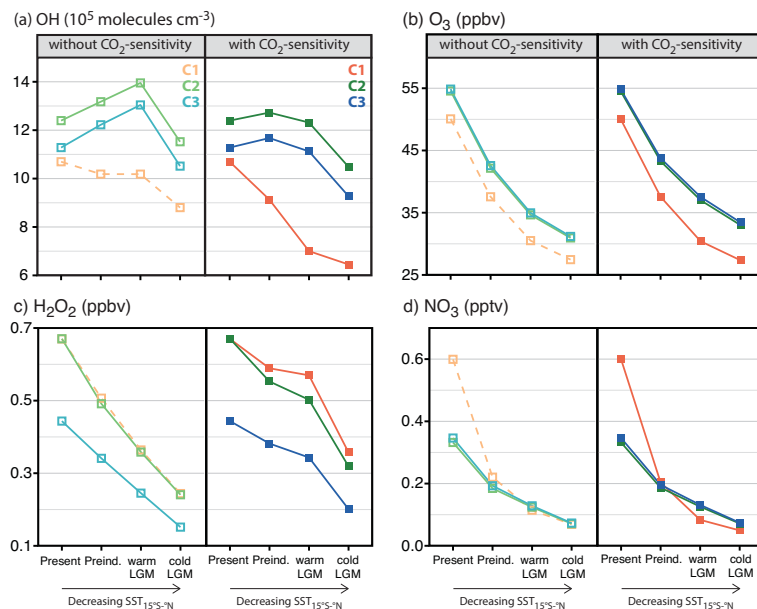 (a) OH (10⁵ molecules cm⁻³)
without CO₂-sensitivity
with CO₂-sensitivity
C1
C2
C3
C1
C2
C3
14
12
10
8
6
(b) O₃ (ppbv)
without CO₂-sensitivity
with CO₂-sensitivity
55
45
35
25
c) H₂O₂ (ppbv)
0.7
0.5
0.3
0.1
Present Preind. warm LGM cold LGM
Present Preind. warm LGM cold LGM
Decreasing SST₁₅°S-°N
Decreasing SST₁₅°S-°N
d) NO₃ (pptv)
0.6
0.4
0.2
0.0
Present Preind. warm LGM cold LGM
Present Preind. warm LGM cold LGM
Decreasing SST₁₅°S-°N
Decreasing SST₁₅°S-°N